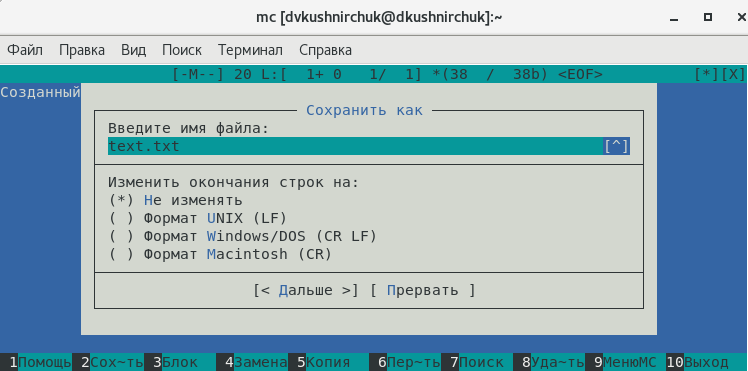 mc [dvkushnirchuk@dkushnirchuk]:~
Файл Правка Вид Поиск Терминал Справка
[-M--] 20 L:[ 1+ 0 1/ 1] *(38 / 38b) <EOF> [*][X]
Созданный
Сохранить как
Введите имя файла:
text.txt [^]
Изменить окончания строк на:
(*) Не изменять
( ) Формат UNIX (LF)
( ) Формат Windows/DOS (CR LF)
( ) Формат Macintosh (CR)
[< Дальше >] [ Прервать ]
1Помощь 2Сох~ть 3Блок 4Замена 5Копия 6Пер~ть 7Поиск 8Уда~ть 9МенюMC 10Выход